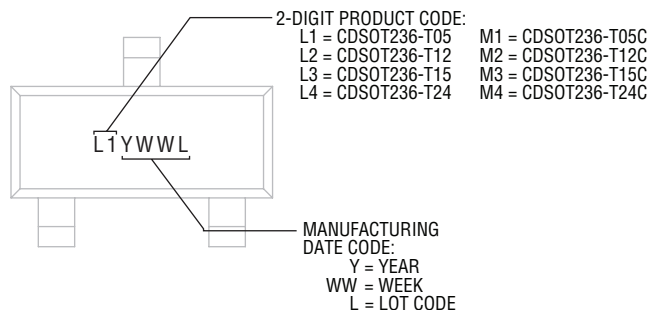 2-DIGIT PRODUCT CODE:
L1 = CDSOT236-T05 M1 = CDSOT236-T05C
L2 = CDSOT236-T12 M2 = CDSOT236-T12C
L3 = CDSOT236-T15 M3 = CDSOT236-T15C
L4 = CDSOT236-T24 M4 = CDSOT236-T24C
L1YWWL
MANUFACTURING
DATE CODE:
Y = YEAR
WW = WEEK
L = LOT CODE